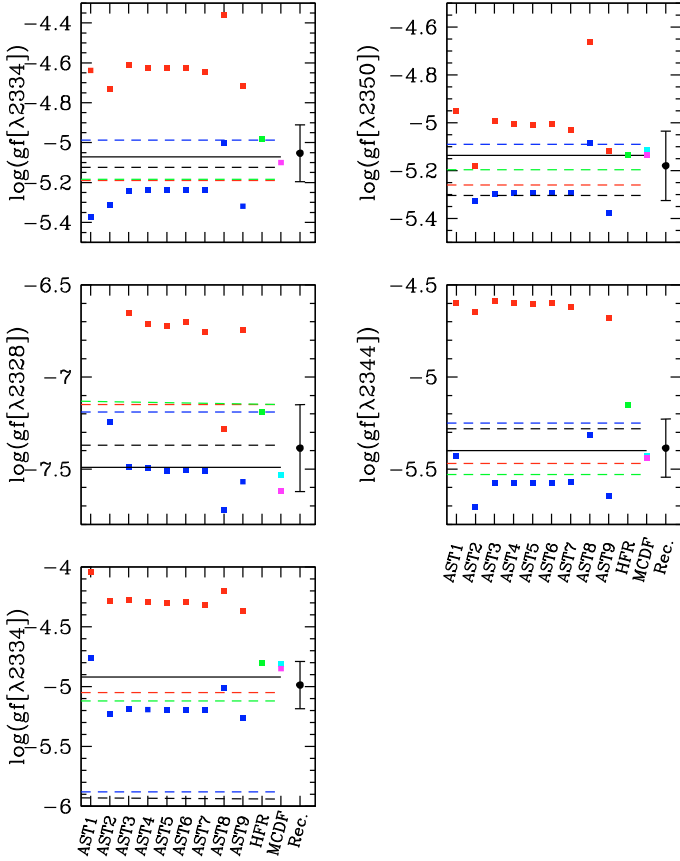 −4.4
−4.6
−4.8
−5
−5.2
−5.4
log(gf[λ2334])
−4.6
−4.8
−5
−5.2
−5.4
log(gf[λ2350])
−6.5
−7
−7.5
log(gf[λ2328])
−4.5
−5
−5.5
log(gf[λ2344])
AST1
AST2
AST3
AST4
AST5
AST6
AST7
AST8
AST9
HFR
MCDF
Rec.
−4
−4.5
−5
−5.5
−6
log(gf[λ2334])
AST1
AST2
AST3
AST4
AST5
AST6
AST7
AST8
AST9
HFR
MCDF
Rec.